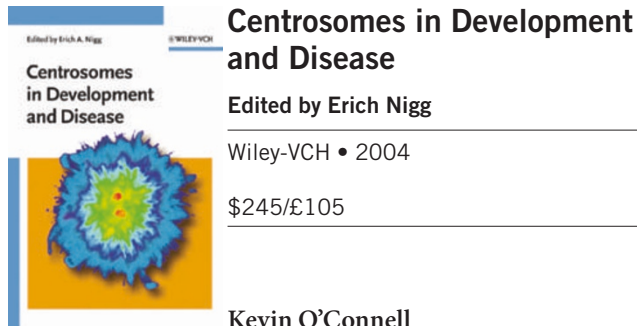 Edited by Erich A. Nigg
WILEY-VCH
Centrosomes
in Development
and Disease
Centrosomes in Development
and Disease
Edited by Erich Nigg
Wiley-VCH • 2004
$245/£105
Kevin O'Connell